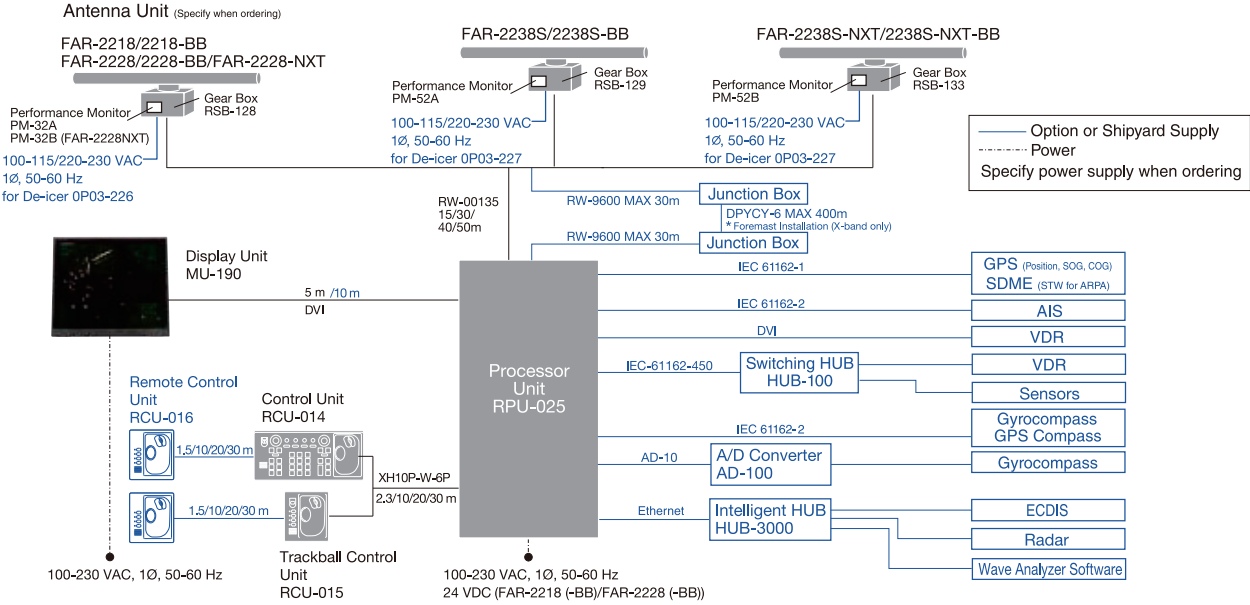 Antenna Unit (Specify when ordering)
FAR-2218/2218-BB
FAR-2228/2228-BB/FAR-2228-NXT
Performance Monitor
PM-32A
PM-32B (FAR-2228NXT)
Gear Box
RSB-128
100-115/220-230 VAC
1Ø, 50-60 Hz
for De-icer 0P03-226
FAR-2238S/2238S-BB
Performance Monitor
PM-52A
Gear Box
RSB-129
100-115/220-230 VAC
1Ø, 50-60 Hz
for De-icer 0P03-227
FAR-2238S-NXT/2238S-NXT-BB
Performance Monitor
PM-52B
Gear Box
RSB-133
100-115/220-230 VAC
1Ø, 50-60 Hz
for De-icer 0P03-227
Option or Shipyard Supply
Power
Specify power supply when ordering
RW-00135
15/30/
40/50m
RW-9600 MAX 30m
Junction Box
DPYCY-6 MAX 400m
* Foremast Installation (X-band only)
RW-9600 MAX 30m
Junction Box
Display Unit
MU-190
5 m /10 m
DVI
Processor
Unit
RPU-025
IEC 61162-1
GPS (Position, SOG, COG)
SDME (STW for ARPA)
IEC 61162-2
AIS
DVI
VDR
IEC-61162-450
Switching HUB
HUB-100
VDR
Sensors
IEC 61162-2
Gyrocompass
GPS Compass
AD-10
A/D Converter
AD-100
Gyrocompass
Ethernet
Intelligent HUB
HUB-3000
ECDIS
Radar
Wave Analyzer Software
Remote Control
Unit
RCU-016
Control Unit
RCU-014
1.5/10/20/30 m
XH10P-W-6P
2.3/10/20/30 m
1.5/10/20/30 m
Trackball Control
Unit
RCU-015
100-230 VAC, 1Ø, 50-60 Hz
100-230 VAC, 1Ø, 50-60 Hz
24 VDC (FAR-2218 (-BB)/FAR-2228 (-BB))